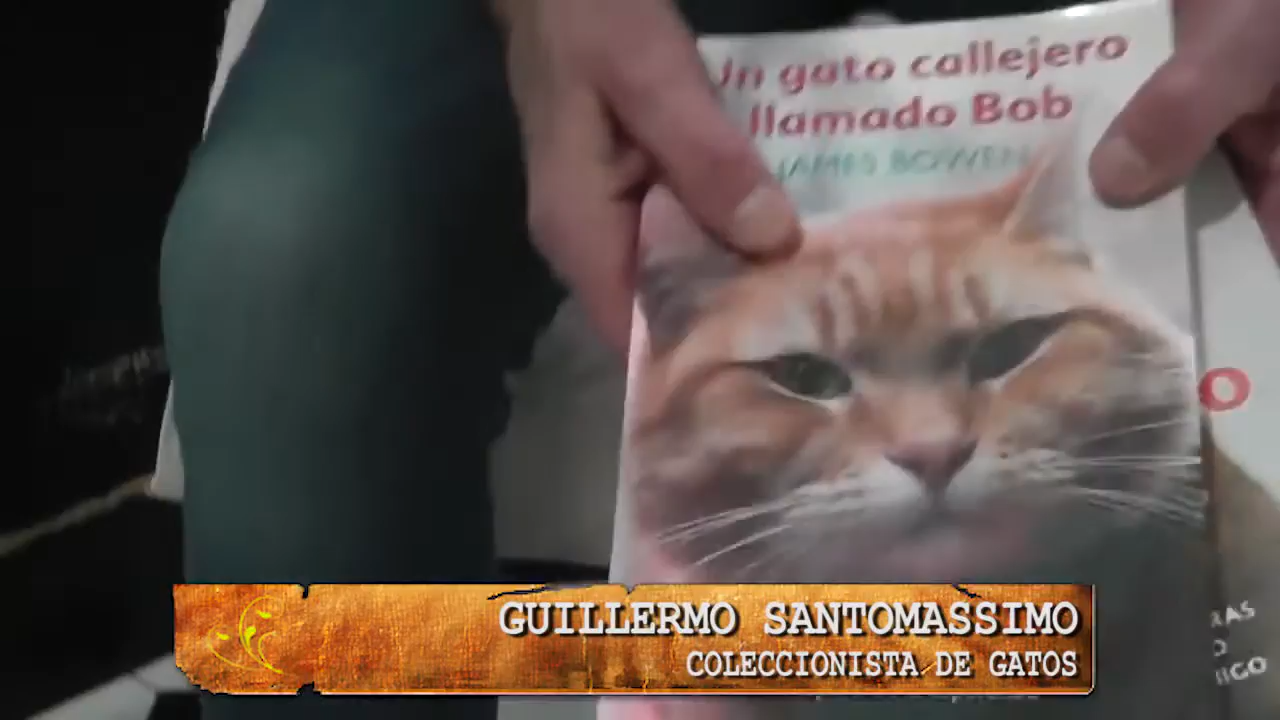 Un gato callejero
llamado Bob
JAMES BOWEN
O
GUILLERMO SANTOMASSIMO
COLECCIONISTA DE GATOS